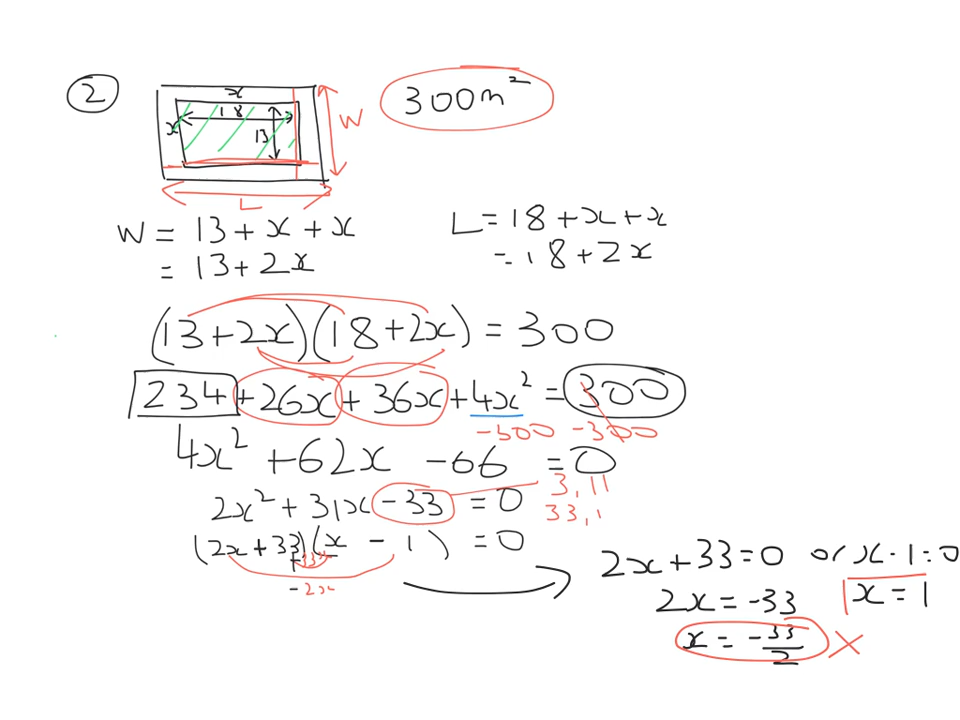 2
x
18
x
13
W
L
300m²
W = 13 + x + x
= 13 + 2x
L = 18 + x + x
= 18 + 2x
(13 + 2x)(18 + 2x) = 300
234 + 26x + 36x + 4x² = 300
-300 -300
4x² + 62x - 66 = 0
3, 11
2x² + 31x - 33 = 0
33, 1
(2x + 33)(x - 1) = 0
+33x
- 2x
2x + 33 = 0 or x - 1 = 0
2x = -33
x = 1
x = -33/2 X